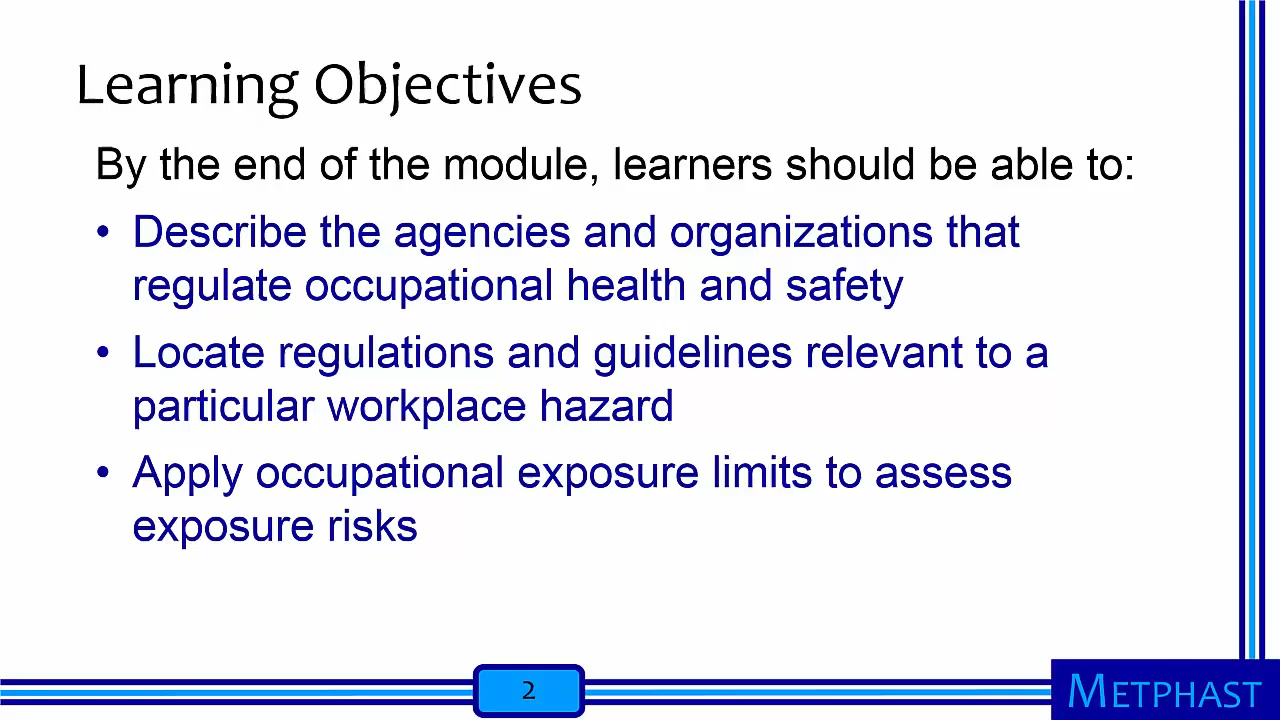 Learning Objectives
By the end of the module, learners should be able to:
• Describe the agencies and organizations that
regulate occupational health and safety
• Locate regulations and guidelines relevant to a
particular workplace hazard
• Apply occupational exposure limits to assess
exposure risks
2
METPHAST